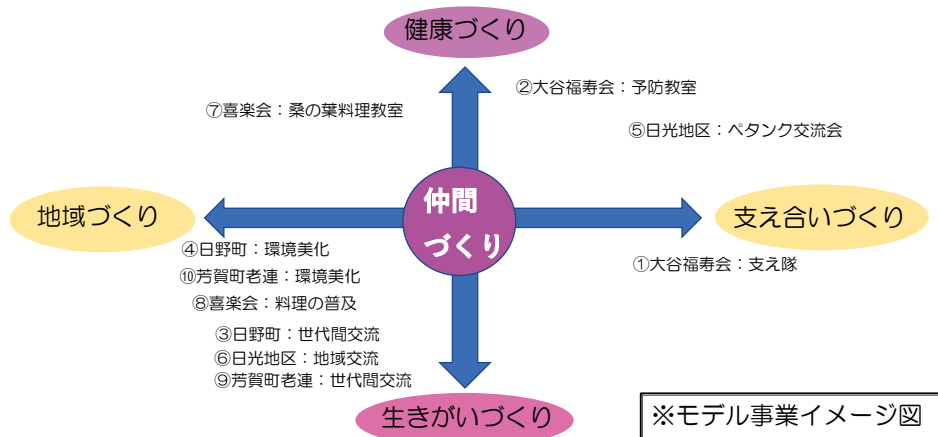 健康づくり
②大谷福寿会：予防教室
⑦喜楽会：桑の葉料理教室
⑤日光地区：ペタンク交流会
仲間
づくり
地域づくり
支え合いづくり
④日野町：環境美化
①大谷福寿会：支え隊
⑩芳賀町老連：環境美化
⑧喜楽会：料理の普及
③日野町：世代間交流
⑥日光地区：地域交流
⑨芳賀町老連：世代間交流
生きがいづくり
※モデル事業イメージ図